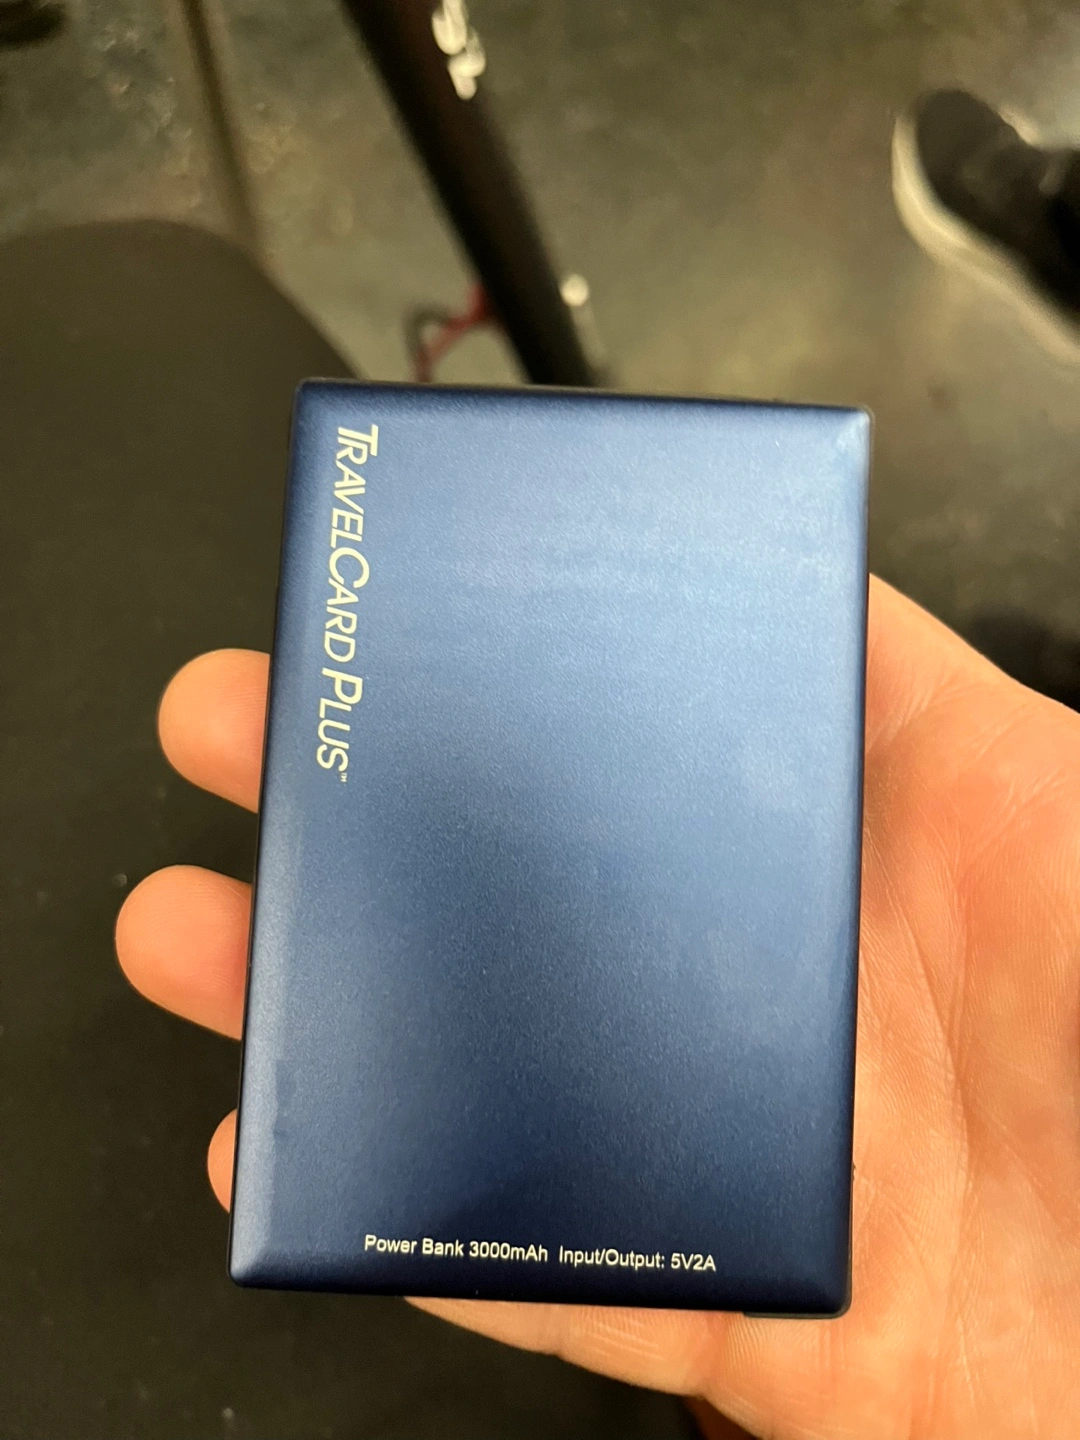 TRAVELCARD PLUS™
Power Bank 3000mAh Input/Output: 5V2A